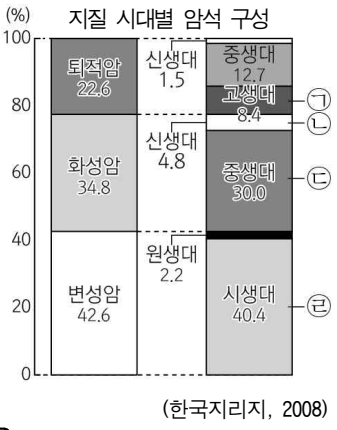 (%) 지질 시대별 암석 구성
100
80
60
40
20
0
퇴적암
22.6
화성암
34.8
변성암
42.6
신생대
1.5
신생대
4.8
원생대
2.2
중생대
12.7
고생대
8.4
중생대
30.0
시생대
40.4
㉠
㉡
㉢
㉣
(한국지리지, 2008)